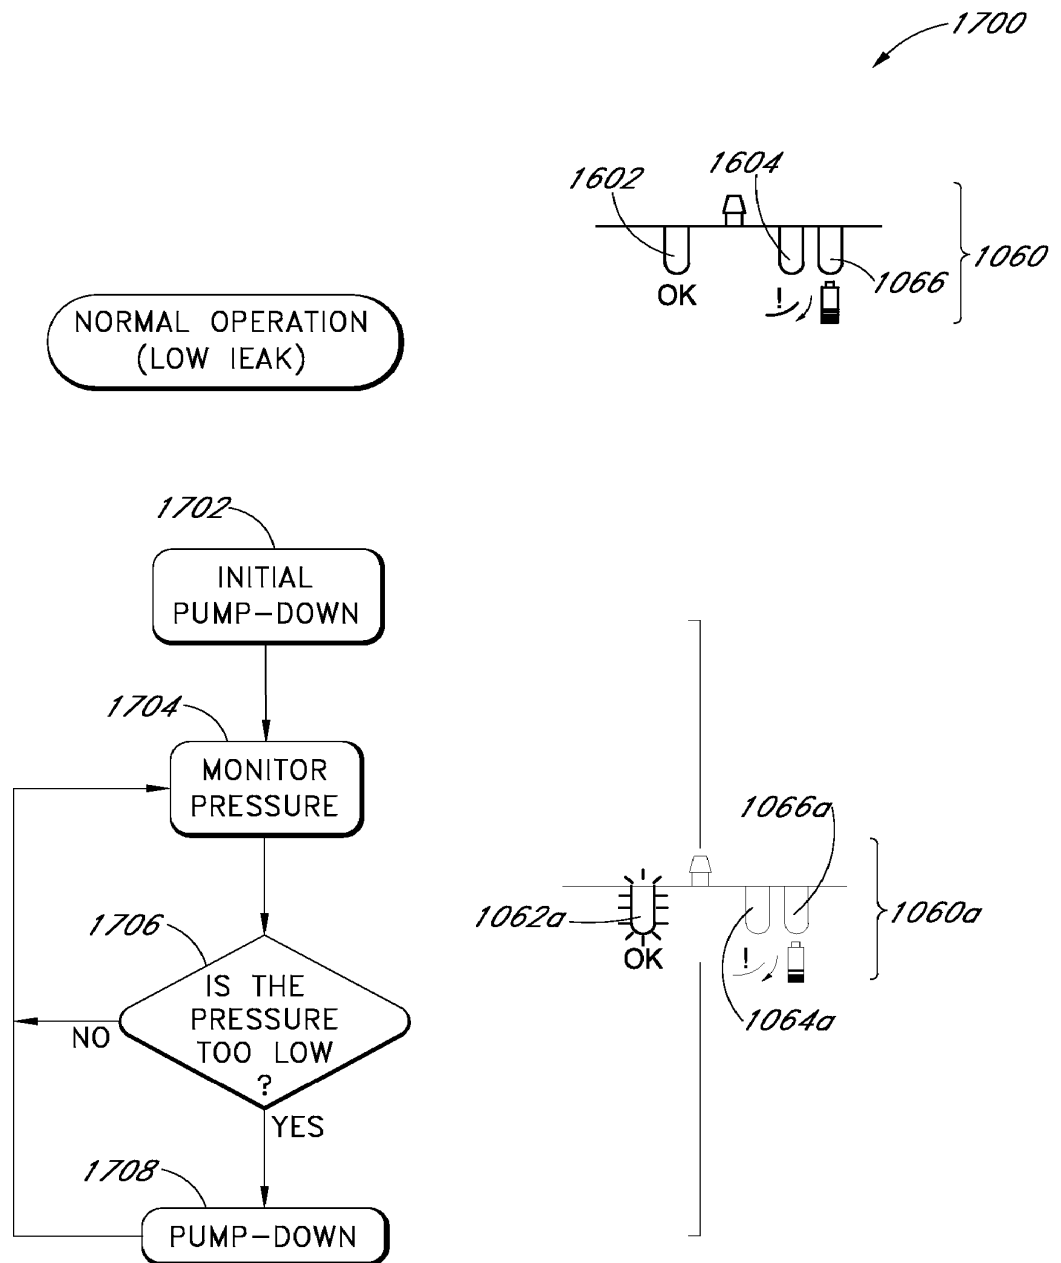 1700
1602
1604
1060
1066
OK
!
NORMAL OPERATION
(LOW IEAK)
1702
INITIAL
PUMP-DOWN
1704
MONITOR
PRESSURE
1066a
1062a
1060a
OK
!
1064a
1706
IS THE
PRESSURE
TOO LOW
?
NO
YES
1708
PUMP-DOWN